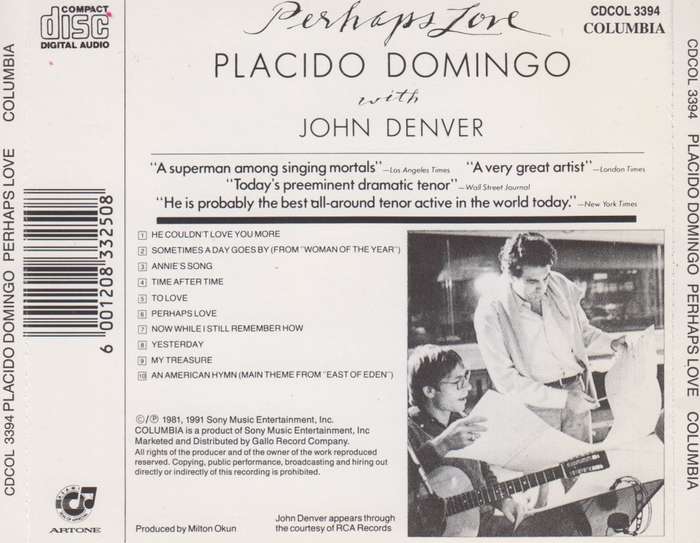 COMPACT
disc
DIGITAL AUDIO
Perhaps Love
CDCOL 3394
COLUMBIA
PLACIDO DOMINGO
with
JOHN DENVER
"A superman among singing mortals"—Los Angeles Times "A very great artist"—London Times
"Today's preeminent dramatic tenor"—Wall Street Journal
"He is probably the best all-around tenor active in the world today."—New York Times
1 HE COULDN'T LOVE YOU MORE
2 SOMETIMES A DAY GOES BY (FROM "WOMAN OF THE YEAR")
3 ANNIE'S SONG
4 TIME AFTER TIME
5 TO LOVE
6 PERHAPS LOVE
7 NOW WHILE I STILL REMEMBER HOW
8 YESTERDAY
9 MY TREASURE
10 AN AMERICAN HYMN (MAIN THEME FROM "EAST OF EDEN")
©/℗ 1981, 1991 Sony Music Entertainment, Inc.
COLUMBIA is a product of Sony Music Entertainment, Inc
Marketed and Distributed by Gallo Record Company.
All rights of the producer and of the owner of the work reproduced
reserved. Copying, public performance, broadcasting and hiring out
directly or indirectly of this recording is prohibited.
Produced by Milton Okun
John Denver appears through
the courtesy of RCA Records
CDCOL 3394 PLACIDO DOMINGO PERHAPS LOVE COLUMBIA
6 001208 332508
ARTONE
CDCOL 3394 PLACIDO DOMINGO PERHAPS LOVE COLUMBIA